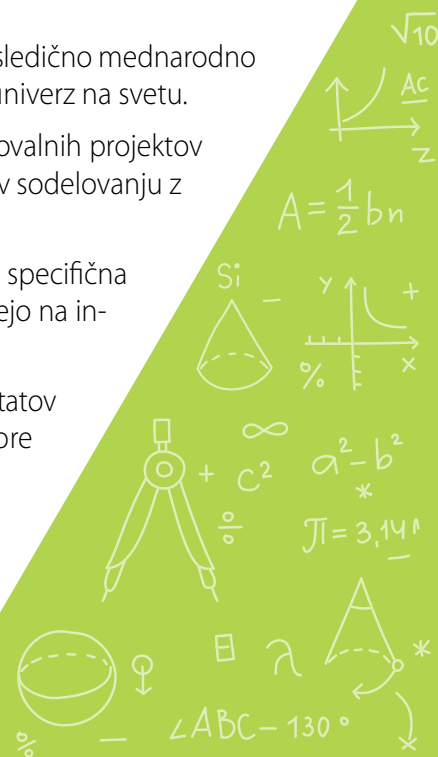 sledično mednarodno
univerz na svetu.
ovalnih projektov
v sodelovanju z
specifična
ejo na in-
tatov
ore
√10
Ac
z
A = 1/2 bn
Si
−
y
+
%
x
∞
+ c²
a² − b²
*
÷
π = 3,141
*
λ
∠ABC − 130°
%
x